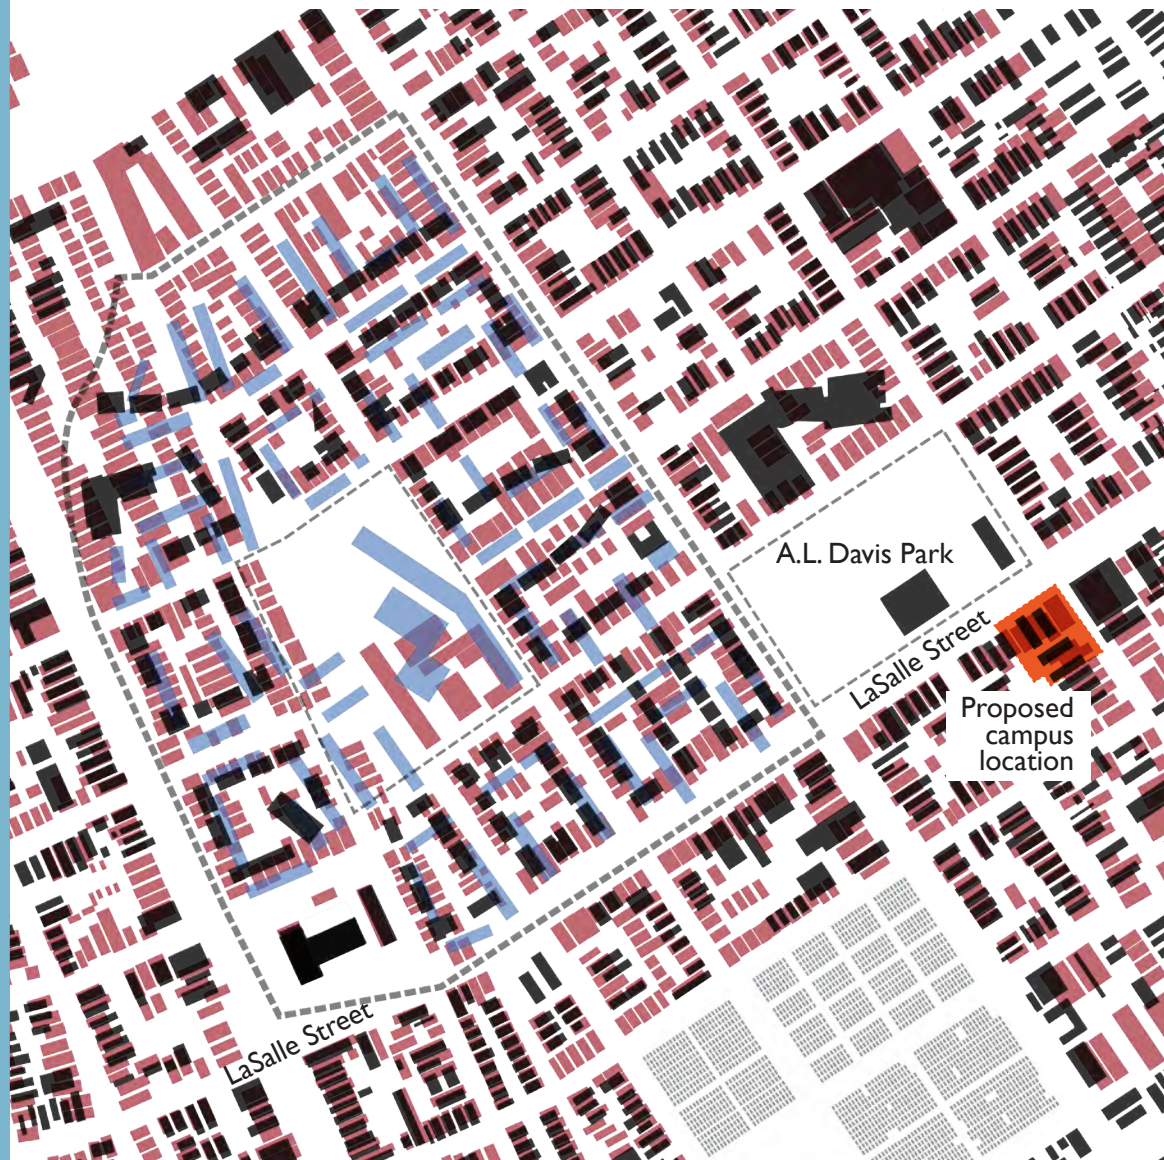 A.L. Davis Park
LaSalle Street
Proposed
campus
location
LaSalle Street